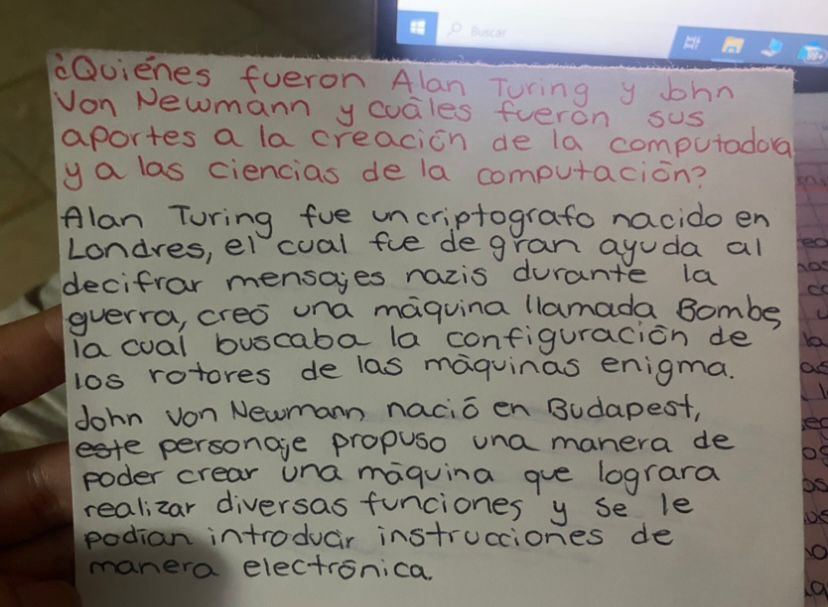 Buscar
¿Quiénes fueron Alan Turing y John
Von Newmann y cuáles fueron sus
aportes a la creación de la computadora
y a las ciencias de la computación?
Alan Turing fue un criptografo nacido en
Londres, el cual fue de gran ayuda al
decifrar mensajes nazis durante la
guerra, creó una máquina llamada Bombe,
la cual buscaba la configuración de
los rotores de las máquinas enigma.
John von Newmann nació en Budapest,
este personaje propuso una manera de
poder crear una máquina que lograra
realizar diversas funciones y se le
podian introducir instrucciones de
manera electrónica.